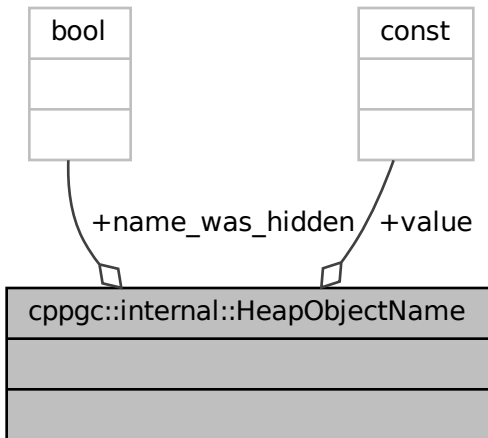 bool
const
+name_was_hidden
+value
cppgc::internal::HeapObjectName